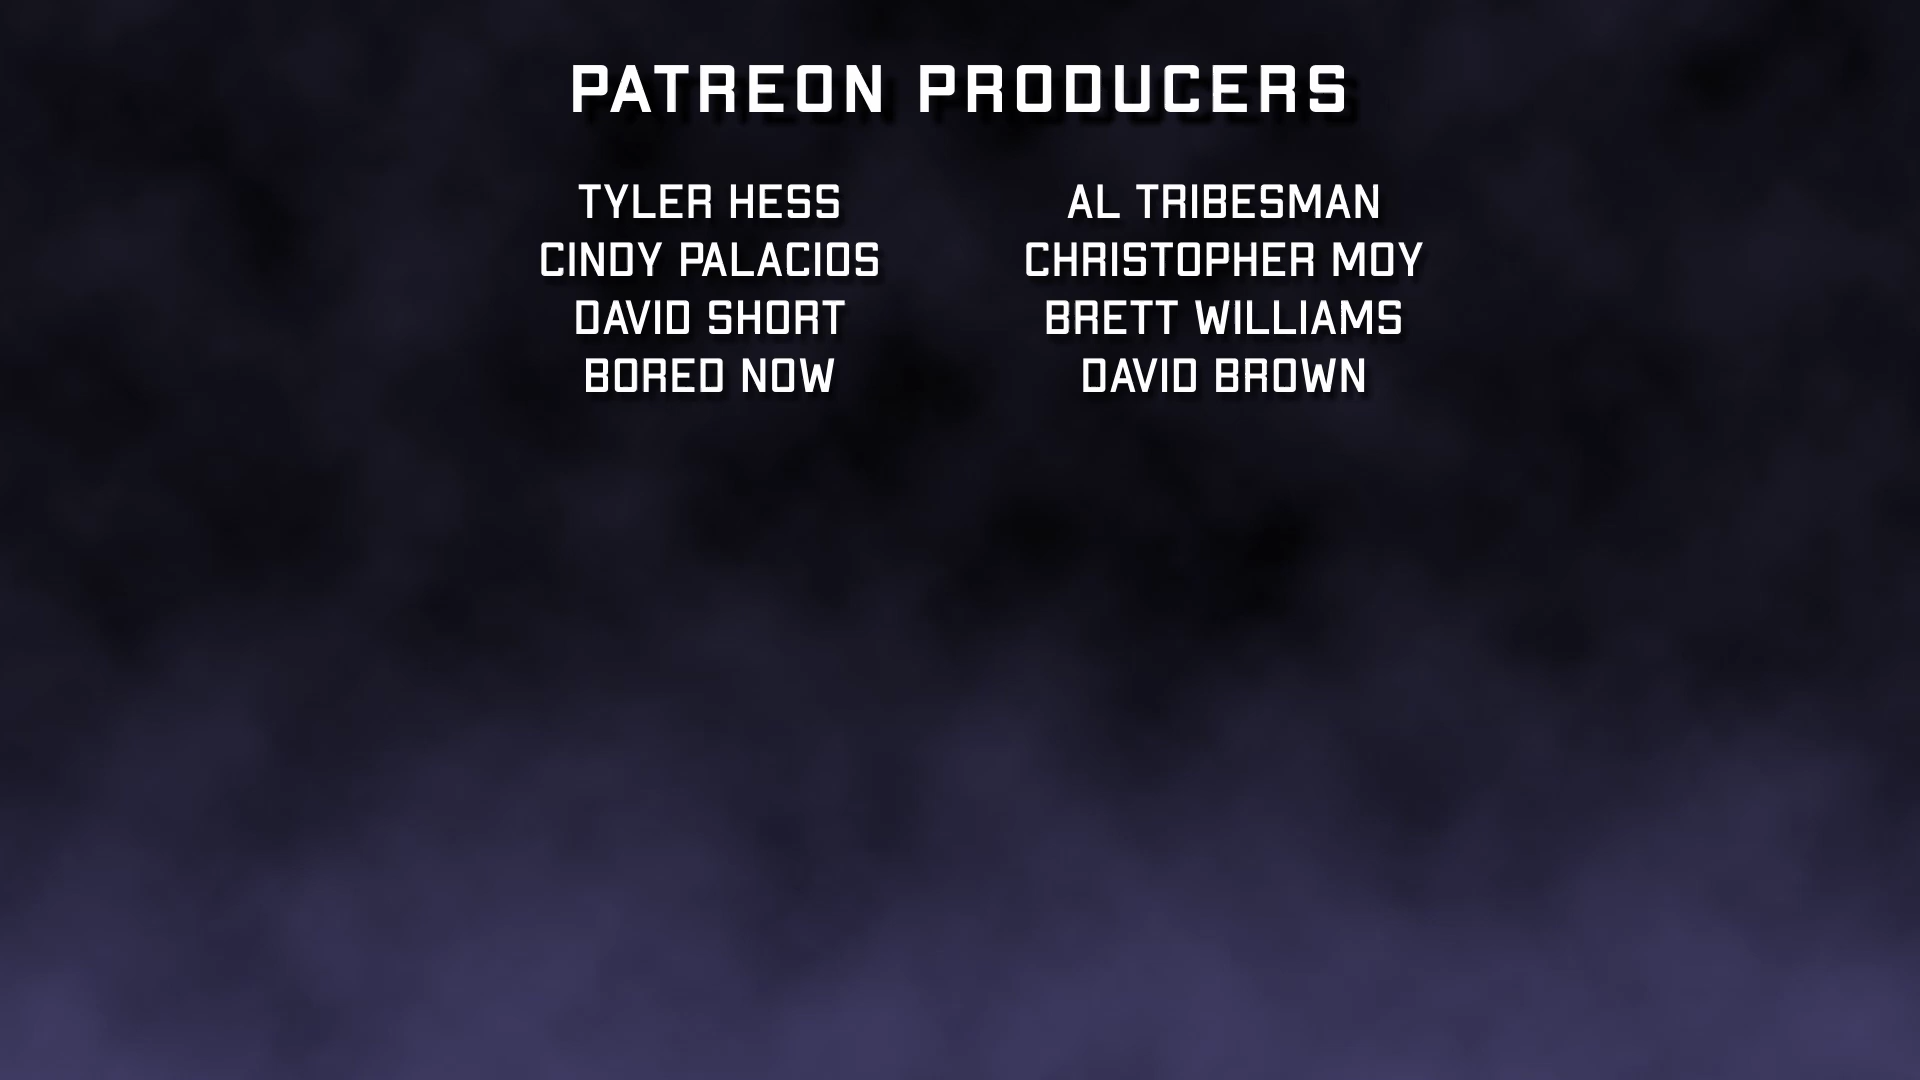 PATREON PRODUCERS
TYLER HESS
CINDY PALACIOS
DAVID SHORT
BORED NOW
AL TRIBESMAN
CHRISTOPHER MOY
BRETT WILLIAMS
DAVID BROWN